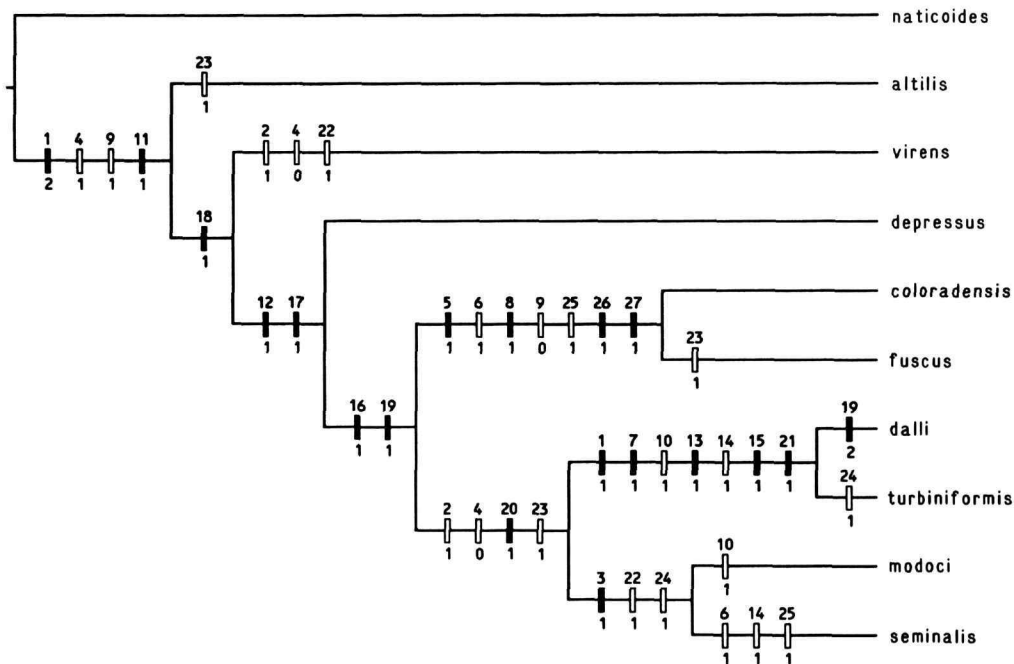 naticoides
23
altilis
1
1 4 9 11
2 1 1 1
2 4 22
virens
1 0 1
18
1
depressus
12 17
1 1
5 6 8 9 25 26 27
coloradensis
1 1 1 0 1 1 1
23
fuscus
1
16 19
1 1
19
dalli
2
1 7 10 13 14 15 21
1 1 1 1 1 1 1
24
turbiniformis
1
2 4 20 23
1 0 1 1
10
modoci
1
3 22 24
1 1 1
6 14 25
seminalis
1 1 1